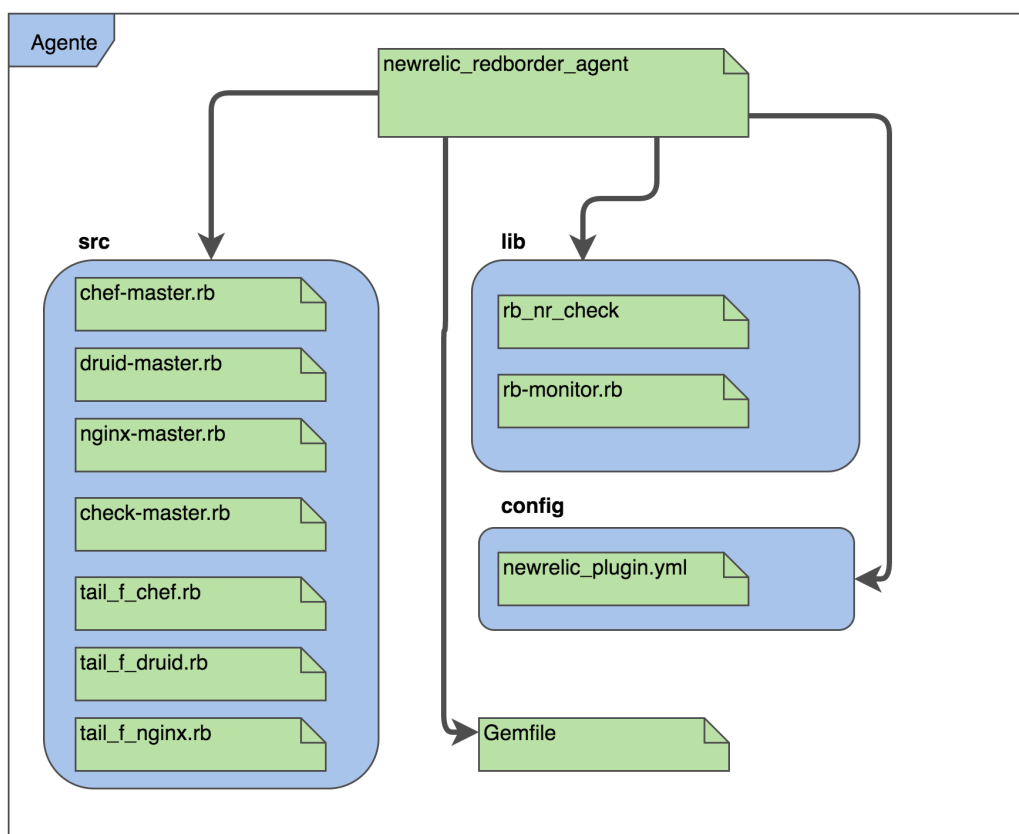 Agente
newrelic_redborder_agent
src
chef-master.rb
druid-master.rb
nginx-master.rb
check-master.rb
tail_f_chef.rb
tail_f_druid.rb
tail_f_nginx.rb
lib
rb_nr_check
rb-monitor.rb
config
newrelic_plugin.yml
Gemfile